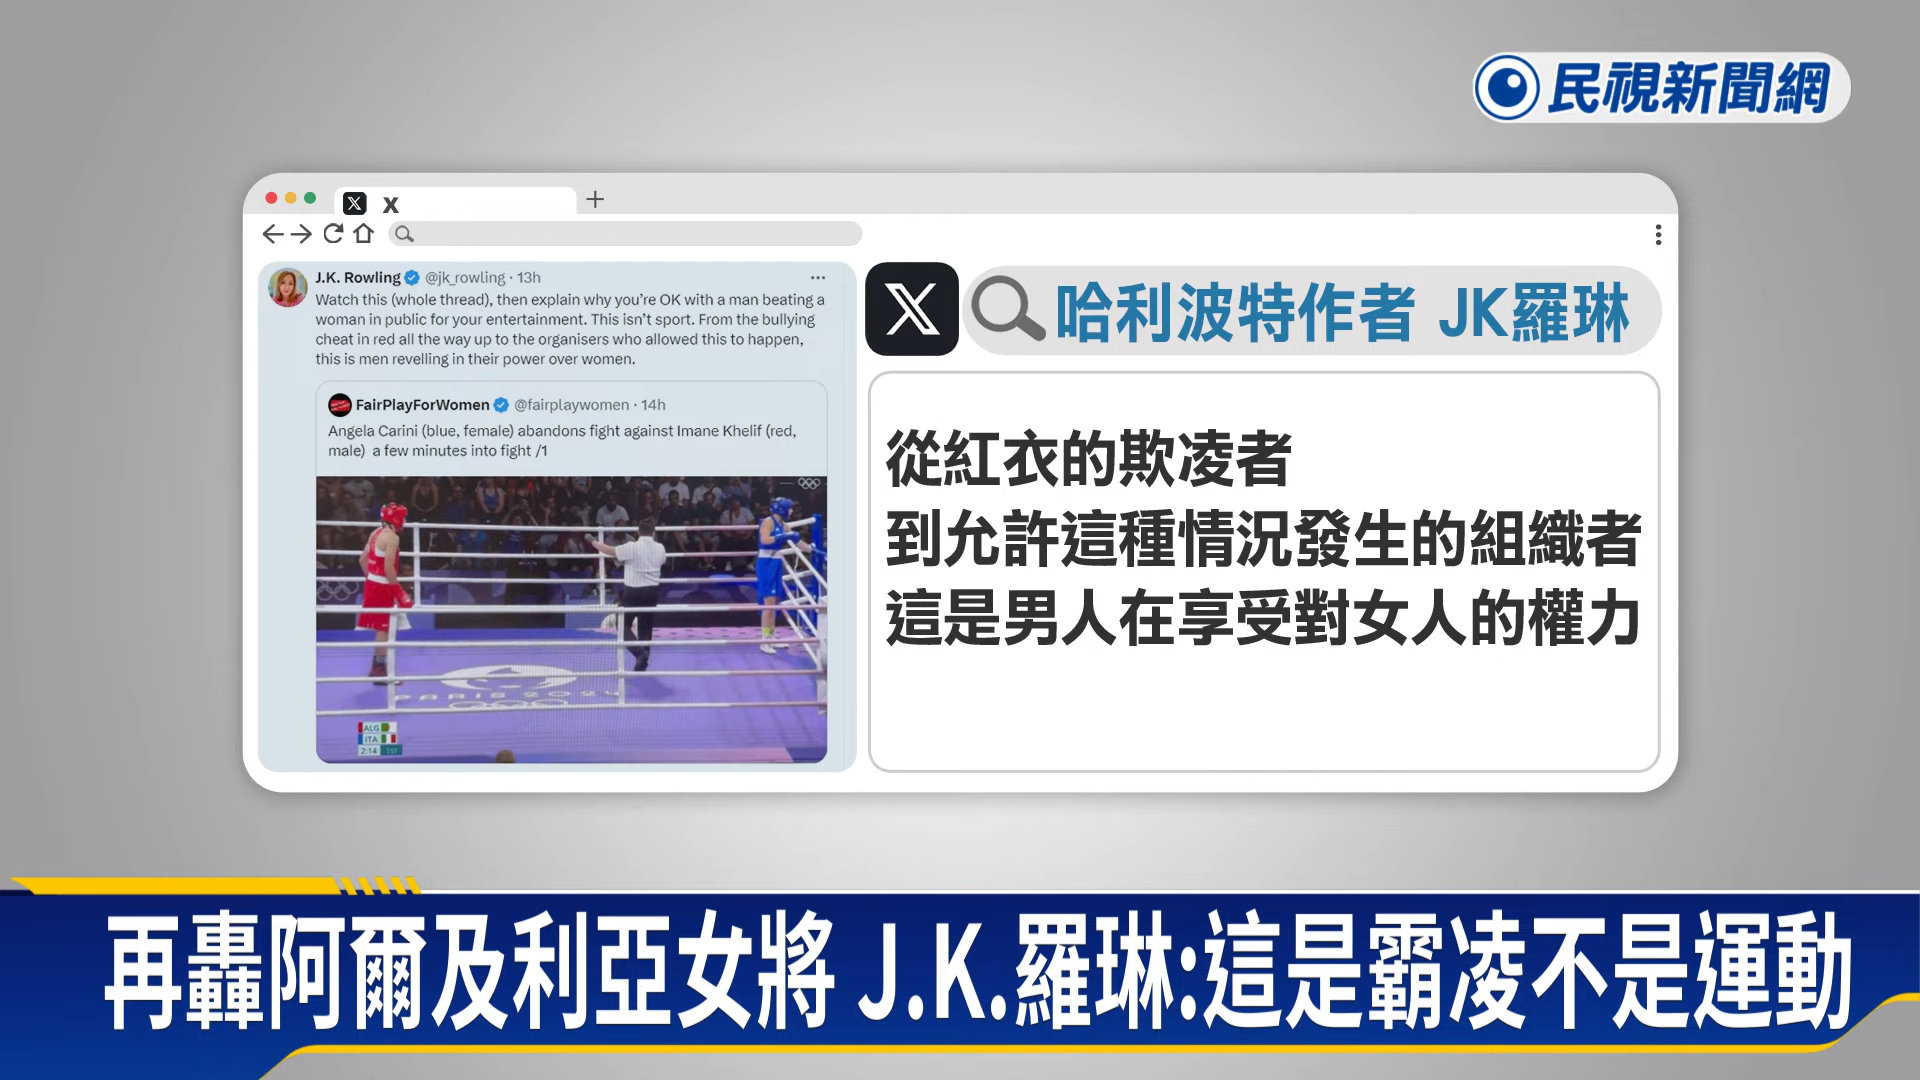 民視新聞網
X
J.K. Rowling @jk_rowling · 13h
Watch this (whole thread), then explain why you're OK with a man beating a
woman in public for your entertainment. This isn't sport. From the bullying
cheat in red all the way up to the organisers who allowed this to happen,
this is men revelling in their power over women.
FairPlayForWomen @fairplaywomen · 14h
Angela Carini (blue, female) abandons fight against Imane Khelif (red,
male) a few minutes into fight /1
PARIS 2024
ALG
ITA
2:14 1ST
哈利波特作者 JK羅琳
從紅衣的欺凌者
到允許這種情況發生的組織者
這是男人在享受對女人的權力
再轟阿爾及利亞女將 J.K.羅琳:這是霸凌不是運動